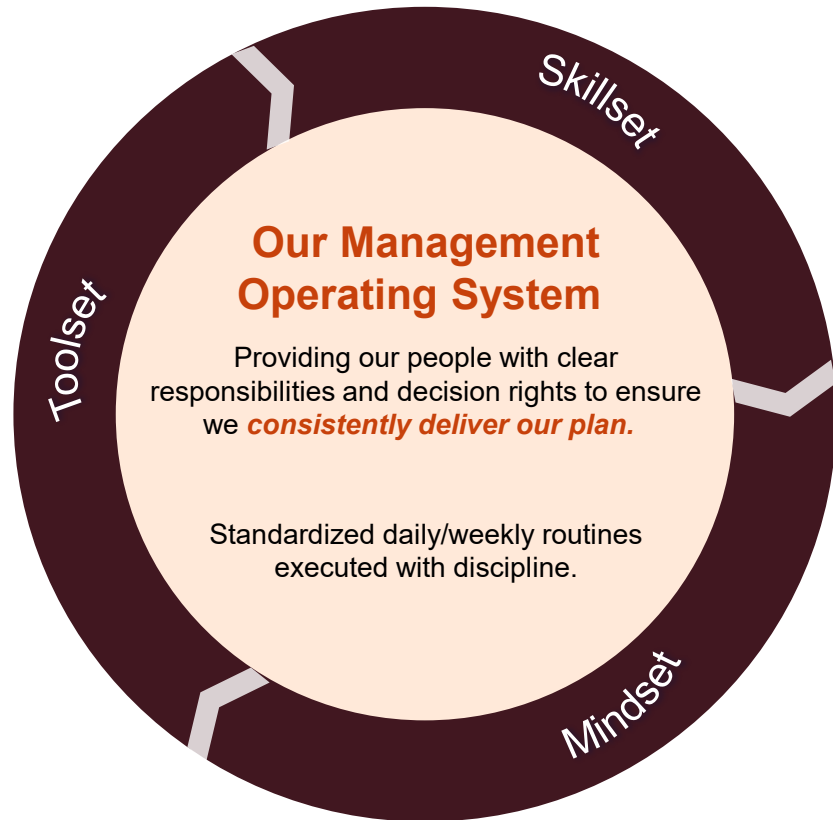 Skillset
Our Management
Operating System
Toolset
Providing our people with clear
responsibilities and decision rights to ensure
we consistently deliver our plan.
Standardized daily/weekly routines
executed with discipline.
Mindset